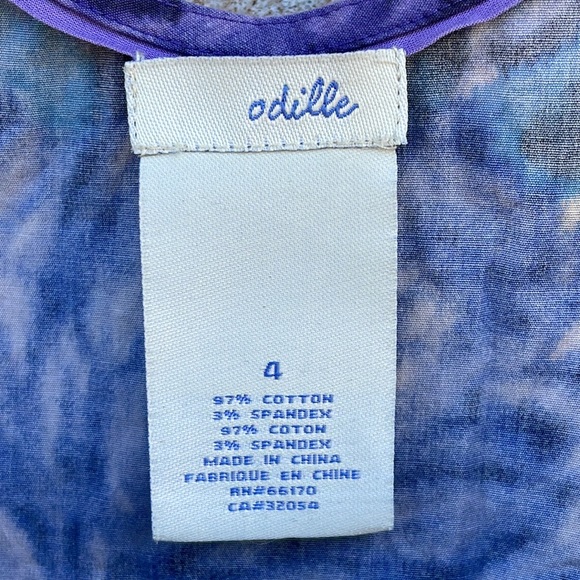 odille
4
97% COTTON
3% SPANDEX
97% COTON
3% SPANDEX
MADE IN CHINA
FABRIQUE EN CHINE
RN#66170
CA#32054